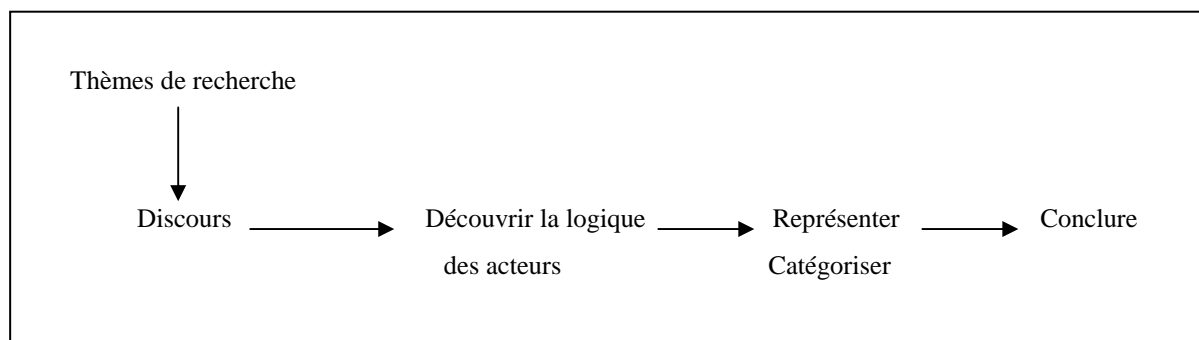 Thèmes de recherche
Discours
Découvrir la logique
des acteurs
Représenter
Catégoriser
Conclure